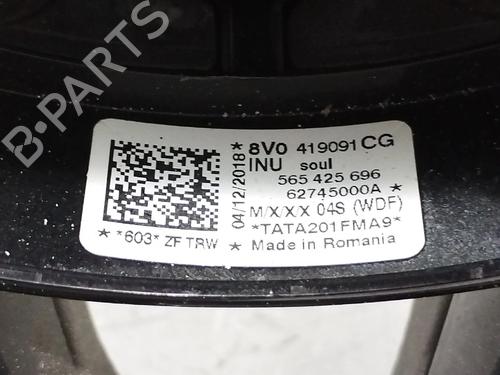 B-PARTS
*04/12/2018*
8V0 419091 CG
INU soul
565 425 696
62745000A
M/X/X/X 04S (WDF)
*TATA201FMA9*
* *603* ZF TRW * Made in Romania